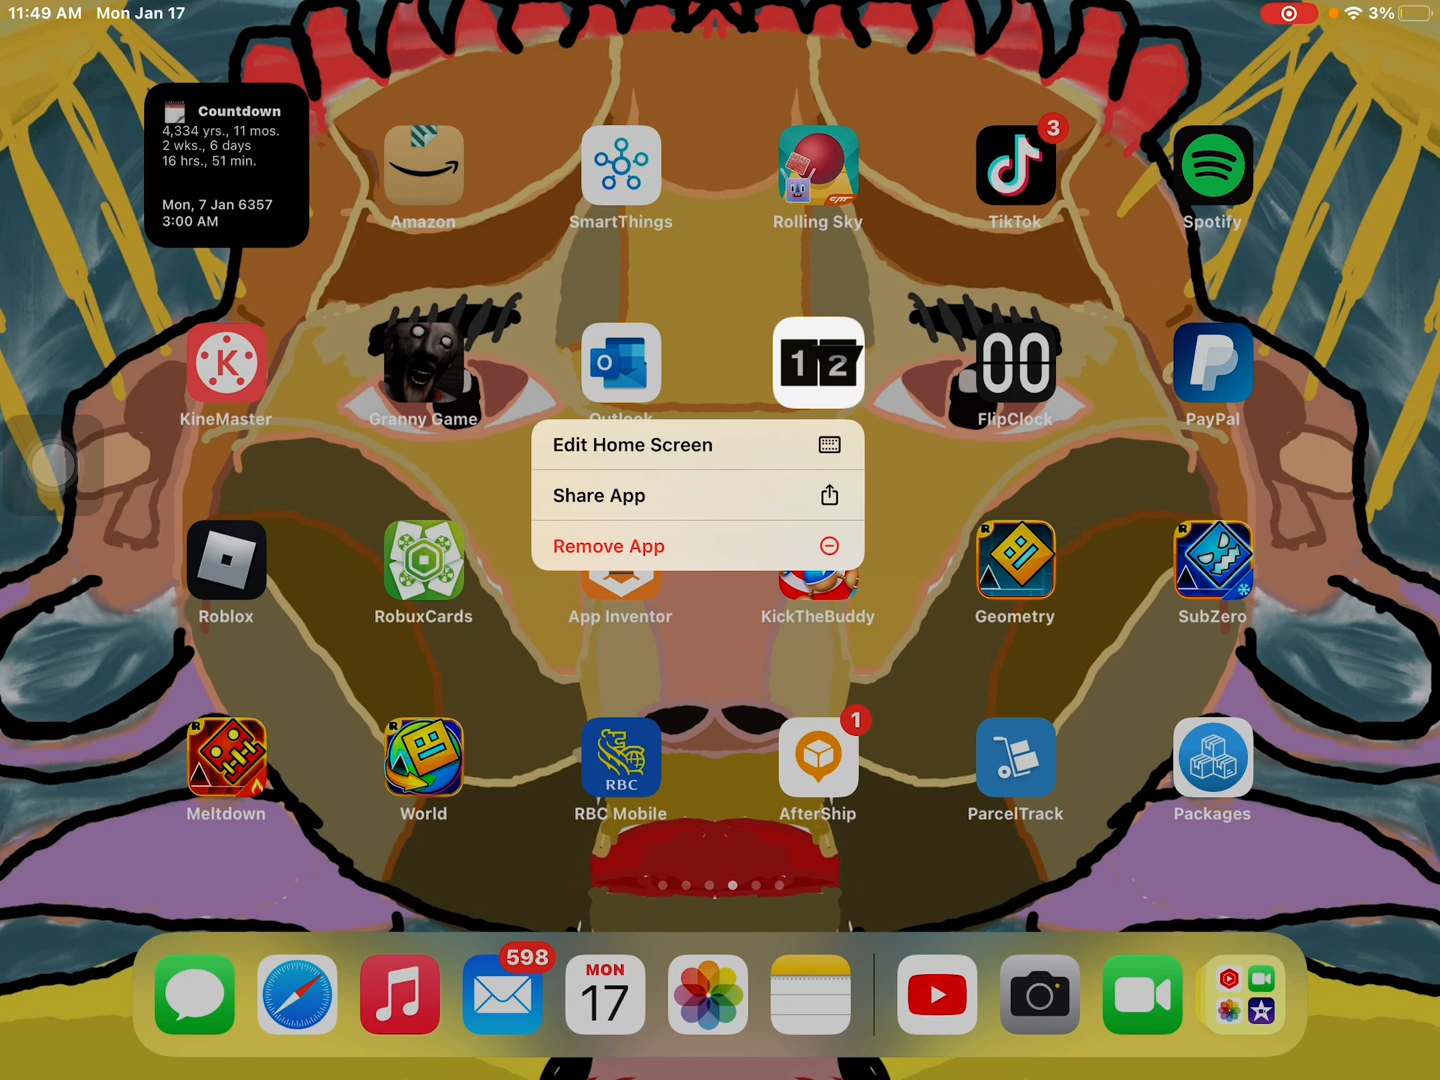 11:49 AM Mon Jan 17
3%
Countdown
4,334 yrs., 11 mos.
2 wks., 6 days
16 hrs., 51 min.
Mon, 7 Jan 6357
3:00 AM
Amazon
SmartThings
Rolling Sky
3
TikTok
Spotify
K
KineMaster
Granny Game
O
Outlook
12
00
FlipClock
PayPal
Edit Home Screen
Share App
Remove App
Roblox
RobuxCards
App Inventor
KickTheBuddy
R
Geometry
R
SubZero
R
Meltdown
R
World
RBC
RBC Mobile
1
AfterShip
ParcelTrack
Packages
598
MON
17